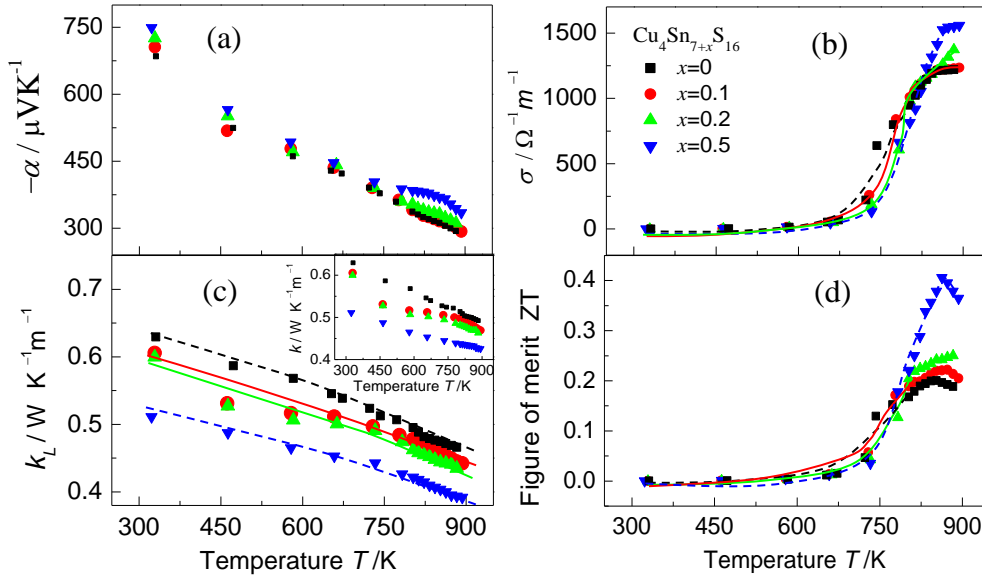 750
600
450
300
−α / μVK⁻¹
(a)
1500
1000
500
0
σ / Ω⁻¹m⁻¹
(b)
Cu₄Sn₇₊ₓS₁₆
x=0
x=0.1
x=0.2
x=0.5
0.7
0.6
0.5
0.4
k_L / W K⁻¹m⁻¹
(c)
0.6
0.5
0.4
k / W K⁻¹m⁻¹
300 450 600 750 900
Temperature T /K
300 450 600 750 900
Temperature T /K
0.4
0.3
0.2
0.1
0.0
Figure of merit ZT
(d)
300 450 600 750 900
Temperature T /K